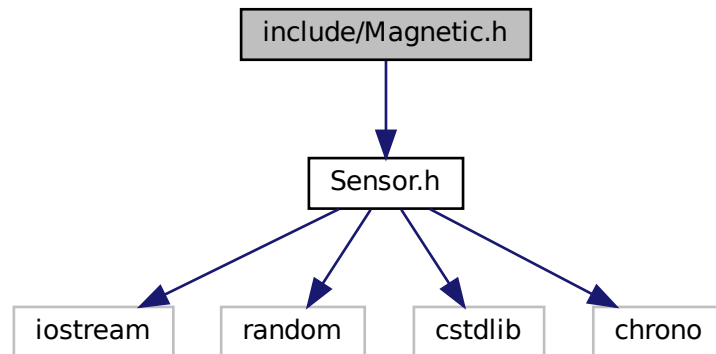 include/Magnetic.h
Sensor.h
iostream
random
cstdlib
chrono